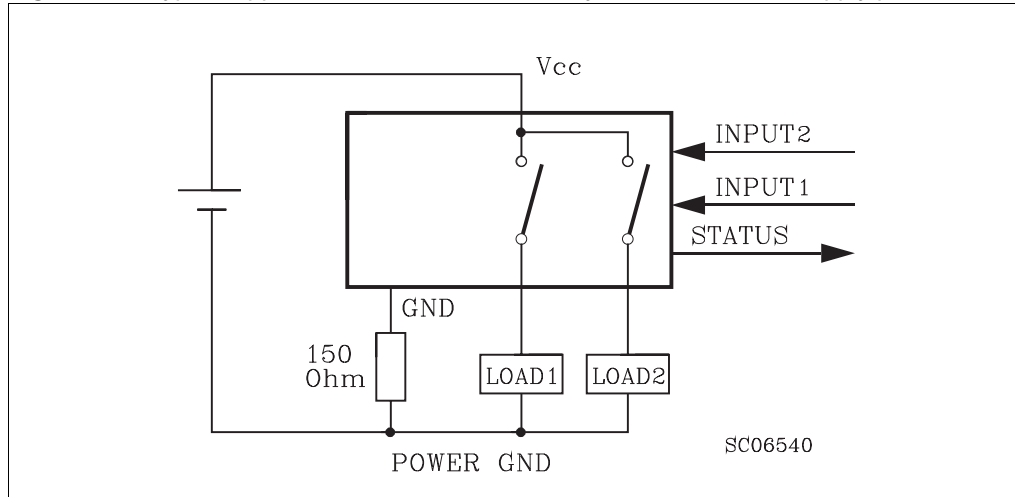 Vcc
INPUT2
INPUT1
STATUS
GND
150
Ohm
LOAD1
LOAD2
POWER GND
SC06540